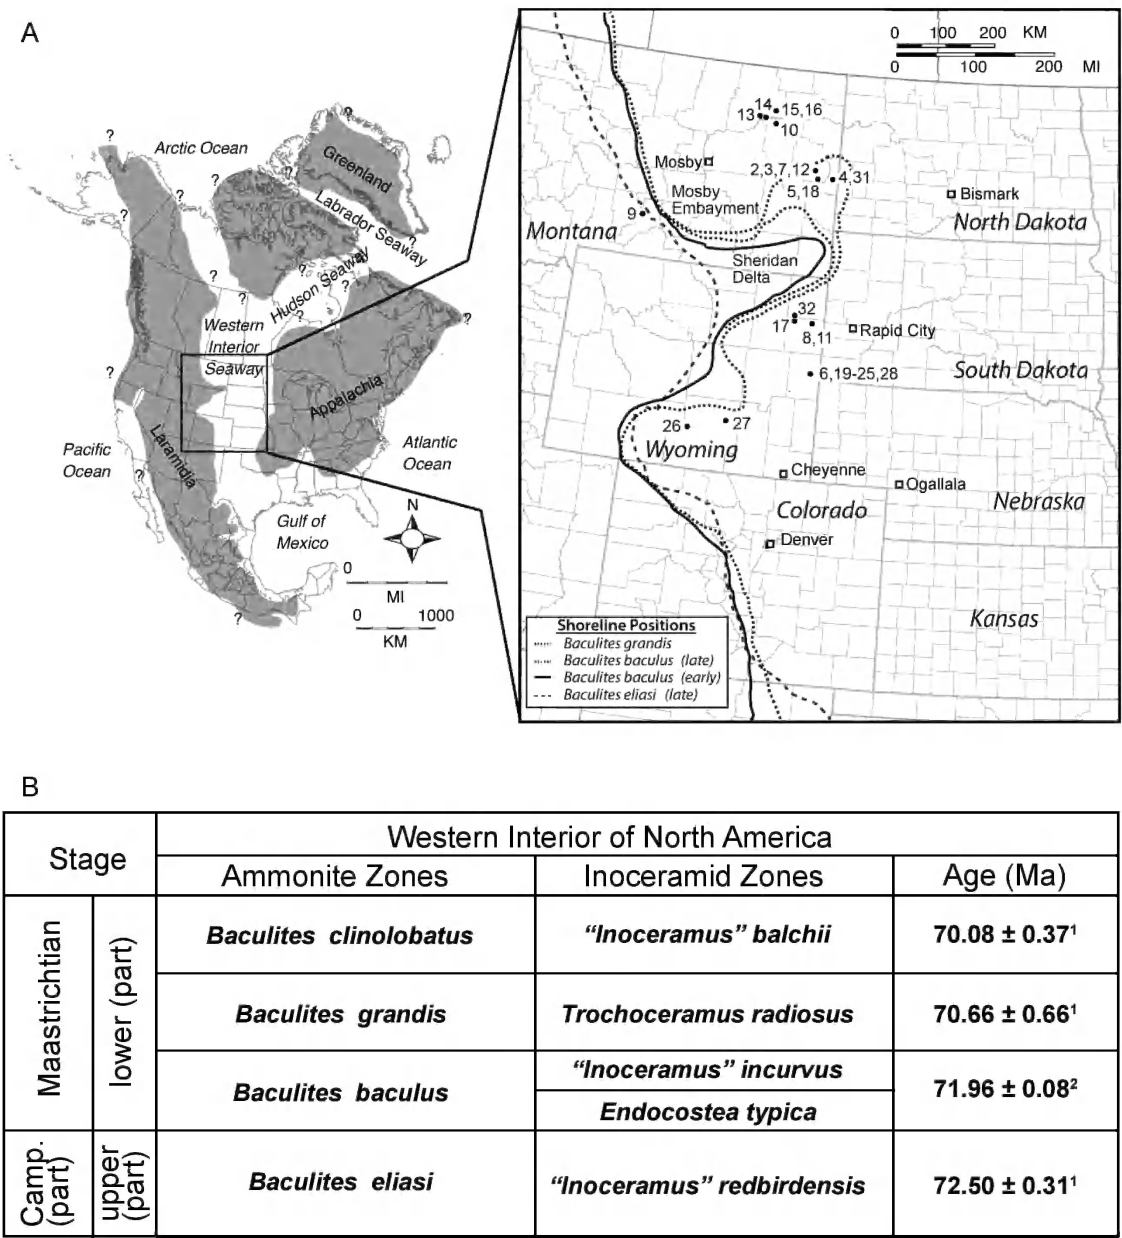 A
Arctic Ocean
Greenland
Labrador Seaway
Hudson Seaway
Western
Interior
Seaway
Appalachia
Laramidia
Pacific
Ocean
Atlantic
Ocean
Gulf of
Mexico
N
0
MI
0 1000
KM
? ? ? ? ? ? ? ? ? ? ? ? ? ?
0 100 200 KM
0 100 200 MI
14
15,16
13
10
Mosby
2,3,7,12
4,31
5,18
Bismark
Mosby
Embayment
9
North Dakota
Montana
Sheridan
Delta
32
17
8,11
Rapid City
6,19-25,28
South Dakota
26
27
Wyoming
Cheyenne
Ogallala
Nebraska
Colorado
Denver
Kansas
Shoreline Positions
Baculites grandis
Baculites baculus (late)
Baculites baculus (early)
Baculites eliasi (late)
B
Stage
Western Interior of North America
Ammonite Zones
Inoceramid Zones
Age (Ma)
Maastrichtian
lower (part)
Baculites clinolobatus
“Inoceramus” balchii
70.08 ± 0.37¹
Baculites grandis
Trochoceramus radiosus
70.66 ± 0.66¹
Baculites baculus
“Inoceramus” incurvus
Endocostea typica
71.96 ± 0.08²
Camp.
(part)
upper
(part)
Baculites eliasi
“Inoceramus” redbirdensis
72.50 ± 0.31¹